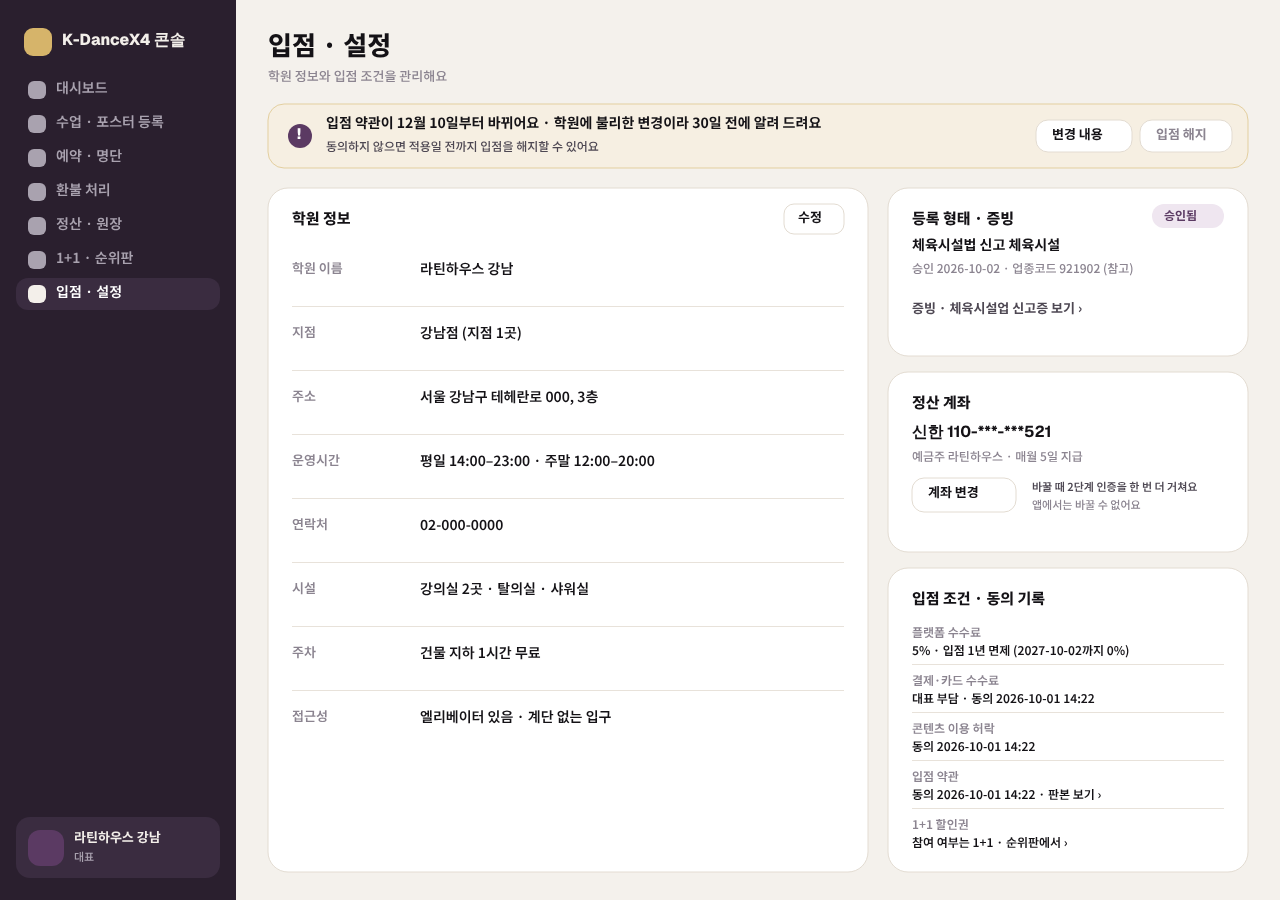 K-DanceX4 콘솔
대시보드
수업 · 포스터 등록
예약 · 명단
환불 처리
정산 · 원장
1+1 · 순위판
입점 · 설정
라틴하우스 강남
대표
입점 · 설정
학원 정보와 입점 조건을 관리해요
!
입점 약관이 12월 10일부터 바뀌어요 · 학원에 불리한 변경이라 30일 전에 알려 드려요
동의하지 않으면 적용일 전까지 입점을 해지할 수 있어요
변경 내용
입점 해지
학원 정보
수정
학원 이름 라틴하우스 강남
지점 강남점 (지점 1곳)
주소 서울 강남구 테헤란로 000, 3층
운영시간 평일 14:00–23:00 · 주말 12:00–20:00
연락처 02-000-0000
시설 강의실 2곳 · 탈의실 · 샤워실
주차 건물 지하 1시간 무료
접근성 엘리베이터 있음 · 계단 없는 입구
등록 형태 · 증빙
승인됨
체육시설법 신고 체육시설
승인 2026-10-02 · 업종코드 921902 (참고)
증빙 · 체육시설업 신고증 보기 ›
정산 계좌
신한 110-***-***521
예금주 라틴하우스 · 매월 5일 지급
계좌 변경
바꿀 때 2단계 인증을 한 번 더 거쳐요
앱에서는 바꿀 수 없어요
입점 조건 · 동의 기록
플랫폼 수수료
5% · 입점 1년 면제 (2027-10-02까지 0%)
결제·카드 수수료
대표 부담 · 동의 2026-10-01 14:22
콘텐츠 이용 허락
동의 2026-10-01 14:22
입점 약관
동의 2026-10-01 14:22 · 판본 보기 ›
1+1 할인권
참여 여부는 1+1 · 순위판에서 ›